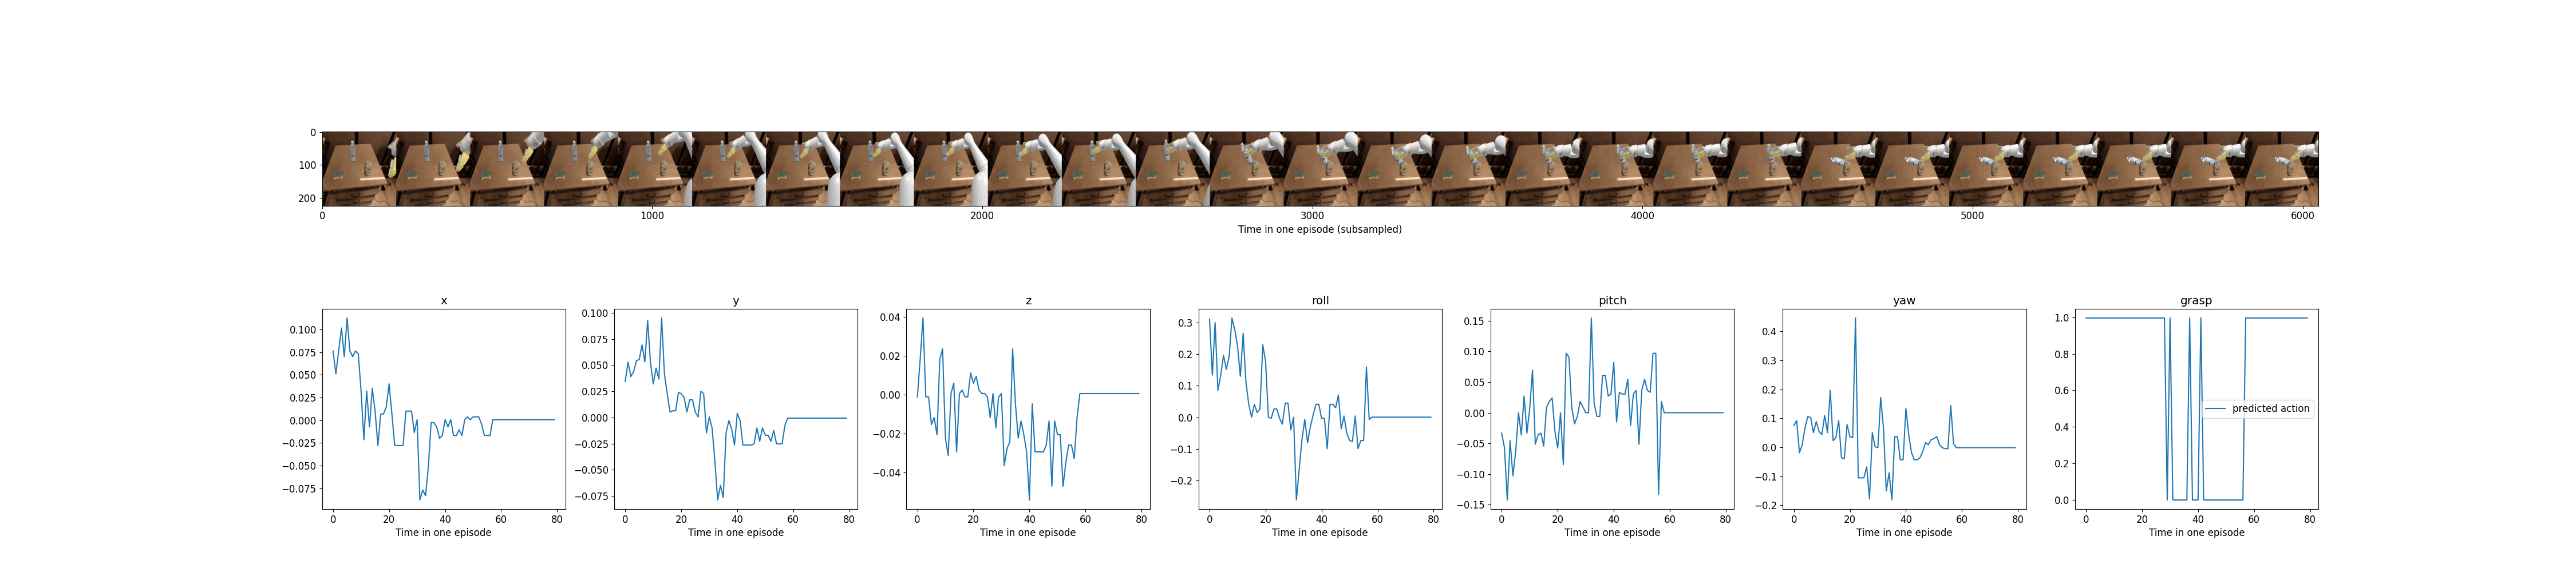 0
100
200
0 1000 2000 3000 4000 5000 6000
Time in one episode (subsampled)
x
0.100
0.075
0.050
0.025
0.000
−0.025
−0.050
−0.075
0 20 40 60 80
Time in one episode
y
0.100
0.075
0.050
0.025
0.000
−0.025
−0.050
−0.075
0 20 40 60 80
Time in one episode
z
0.04
0.02
0.00
−0.02
−0.04
0 20 40 60 80
Time in one episode
roll
0.3
0.2
0.1
0.0
−0.1
−0.2
0 20 40 60 80
Time in one episode
pitch
0.15
0.10
0.05
0.00
−0.05
−0.10
−0.15
0 20 40 60 80
Time in one episode
yaw
0.4
0.3
0.2
0.1
0.0
−0.1
−0.2
0 20 40 60 80
Time in one episode
grasp
1.0
0.8
0.6
0.4
0.2
0.0
predicted action
0 20 40 60 80
Time in one episode